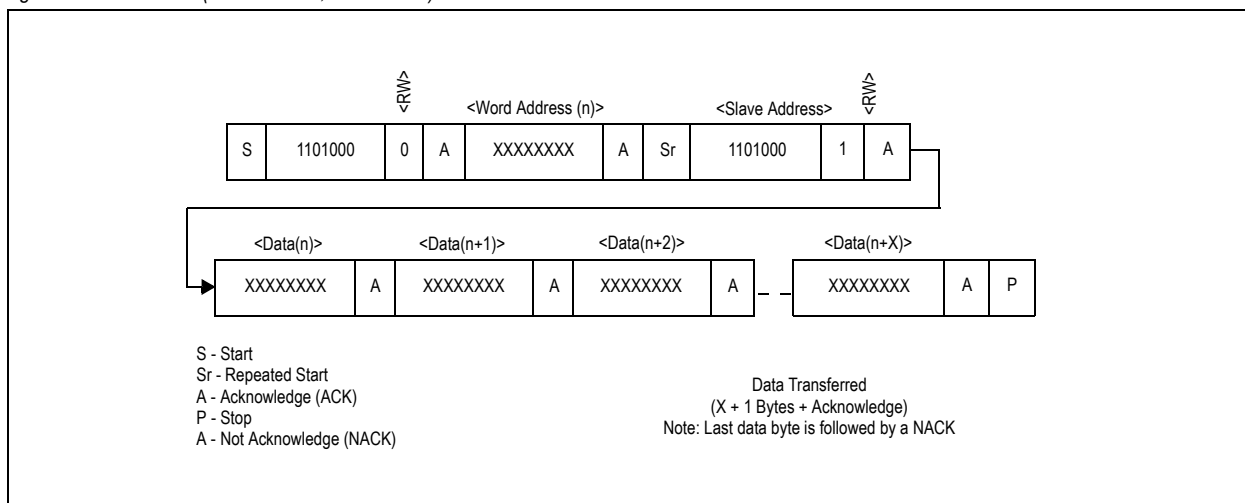 <RW>
<Word Address (n)>
<Slave Address>
<RW>
S 1101000 0 A XXXXXXXX A Sr 1101000 1 A
<Data(n)> <Data(n+1)> <Data(n+2)> <Data(n+X)>
XXXXXXXX A XXXXXXXX A XXXXXXXX A XXXXXXXX A P
S - Start
Sr - Repeated Start
A - Acknowledge (ACK)
P - Stop
A - Not Acknowledge (NACK)
Data Transferred
(X + 1 Bytes + Acknowledge)
Note: Last data byte is followed by a NACK